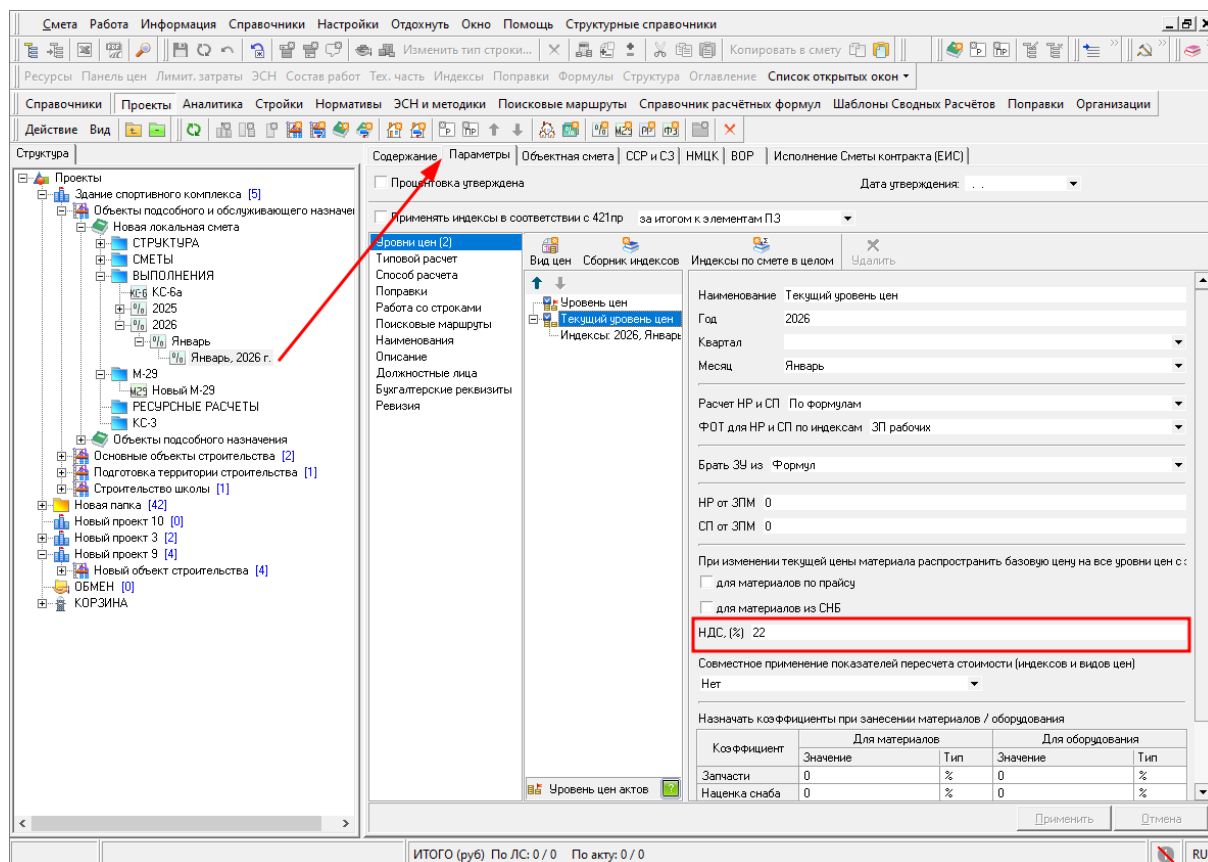 Смета Работа Информация Справочники Настройки Отдохнуть Окно Помощь Структурные справочники
Изменить тип строки... Копировать в смету
Ресурсы Панель цен Лимит. затраты ЭСН Состав работ Тех. часть Индексы Поправки Формулы Структура Оглавление Список открытых окон
Справочники Проекты Аналитика Стройки Нормативы ЭСН и методики Поисковые маршруты Справочник расчётных формул Шаблоны Сводных Расчётов Поправки Организации
Действие Вид
Структура
Проекты
Здание спортивного комплекса [5]
Объекты подсобного и обслуживающего назначе
Новая локальная смета
СТРУКТУРА
СМЕТЫ
ВЫПОЛНЕНИЯ
КС-6 КС-6а
% 2025
% 2026
% Январь
% Январь, 2026 г.
М-29
М29 Новый М-29
РЕСУРСНЫЕ РАСЧЕТЫ
КС-3
Объекты подсобного назначения
Основные объекты строительства [2]
Подготовка территории строительства [1]
Строительство школы [1]
Новая папка [42]
Новый проект 10 [0]
Новый проект 3 [2]
Новый проект 9 [4]
Новый объект строительства [4]
ОБМЕН [0]
КОРЗИНА
Содержание Параметры Объектная смета ССР и СЗ НМЦК ВОР Исполнение Сметы контракта (ЕИС)
Процентовка утверждена Дата утверждения: . .
Применять индексы в соответствии с 421пр за итогом к элементам ПЗ
Уровни цен (2)
Типовой расчет
Способ расчета
Поправки
Работа со строками
Поисковые маршруты
Наименования
Описание
Должностные лица
Бухгалтерские реквизиты
Ревизия
Вид цен Сборник индексов Индексы по смете в целом Удалить
Уровень цен
Текущий уровень цен
Индексы: 2026, Январь
Уровень цен актов ?
Наименование Текущий уровень цен
Год 2026
Квартал
Месяц Январь
Расчет НР и СП По формулам
ФОТ для НР и СП по индексам ЗП рабочих
Брать ЗУ из Формул
НР от ЗПМ 0
СП от ЗПМ 0
При изменении текущей цены материала распространить базовую цену на все уровни цен с
для материалов по прайсу
для материалов из СНБ
НДС, (%) 22
Совместное применение показателей пересчета стоимости (индексов и видов цен)
Нет
Назначать коэффициенты при занесении материалов / оборудования
Коэффициент Для материалов Для оборудования
Значение Тип Значение Тип
Запчасти 0 % 0 %
Наценка снаба 0 % 0 %
Применить Отмена
ИТОГО (руб) По ЛС: 0 / 0 По акту: 0 / 0 RU